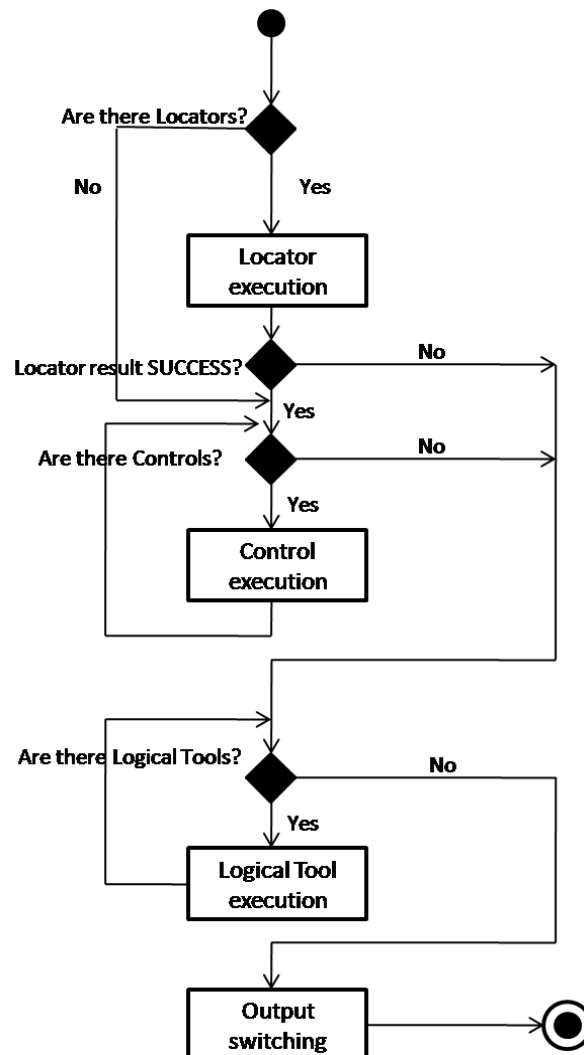 Are there Locators?
No
Yes
Locator
execution
Locator result SUCCESS?
No
Yes
Are there Controls?
No
Yes
Control
execution
Are there Logical Tools?
No
Yes
Logical Tool
execution
Output
switching